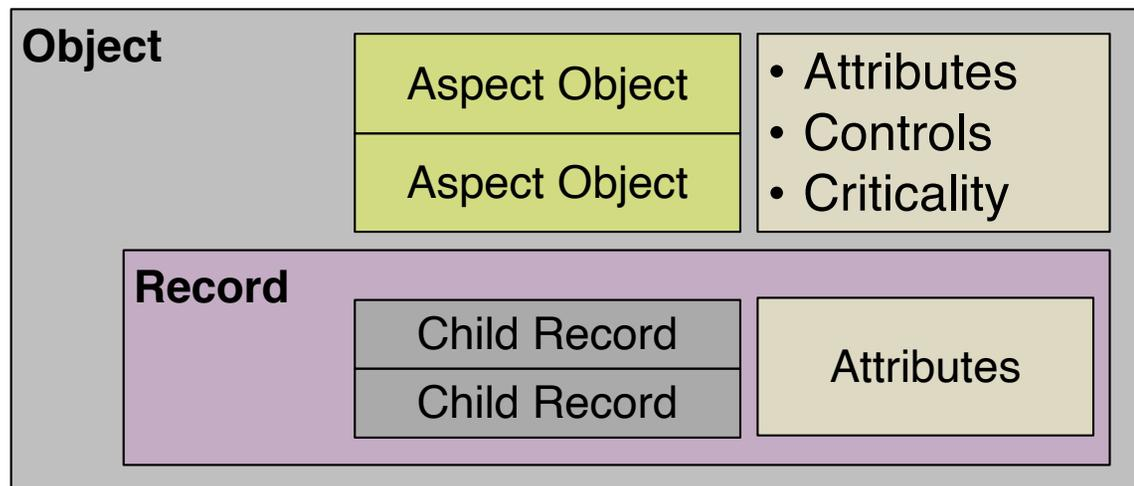 Object
Aspect Object
Aspect Object
• Attributes
• Controls
• Criticality
Record
Child Record
Child Record
Attributes